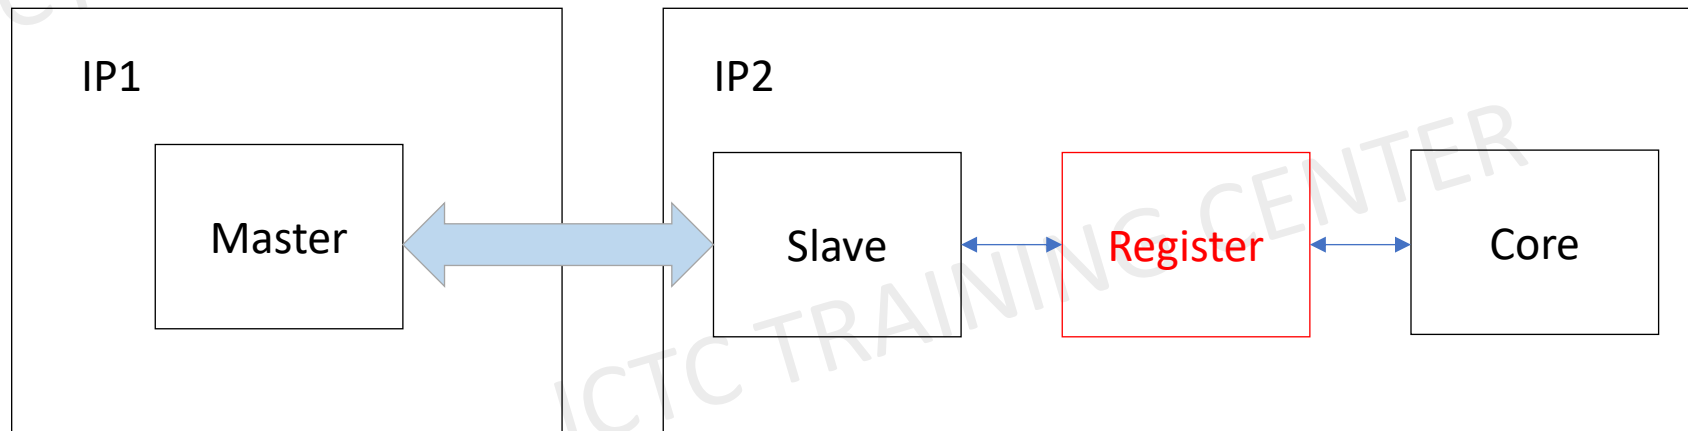 IP1
IP2
Master
Slave
Register
Core
ICTC TRAINING CENTER